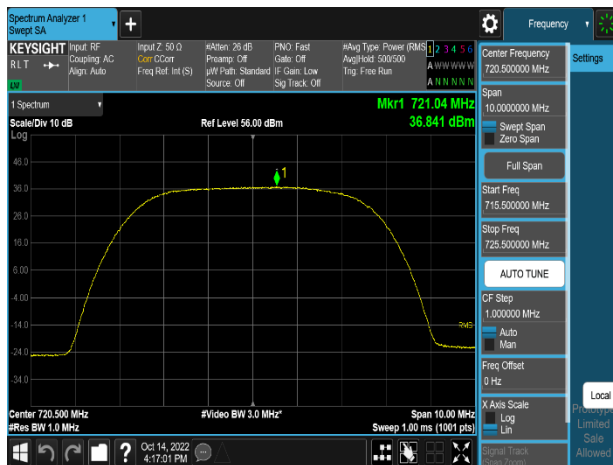 Spectrum Analyzer 1
Swept SA
Frequency
KEYSIGHT
RLT
Input: RF
Coupling: AC
Align: Auto
Input Z: 50 Ω
Corr CCorr
Freq Ref: Int (S)
#Atten: 26 dB
Preamp: Off
µW Path: Standard
Source: Off
PNO: Fast
Gate: Off
IF Gain: Low
Sig Track: Off
#Avg Type: Power (RMS)
Avg|Hold: 500/500
Trig: Free Run
1 2 3 4 5 6
A W W W W W
A N N N N N
1 Spectrum
Scale/Div 10 dB
Ref Level 56.00 dBm
Mkr1 721.04 MHz
36.841 dBm
Log
46.0
36.0
26.0
16.0
6.00
-4.00
-14.0
-24.0
-34.0
1
RMS
Center 720.500 MHz
#Res BW 1.0 MHz
#Video BW 3.0 MHz*
Span 10.00 MHz
Sweep 1.00 ms (1001 pts)
Oct 14, 2022
4:17:01 PM
Center Frequency
720.500000 MHz
Span
10.0000000 MHz
Swept Span
Zero Span
Full Span
Start Freq
715.500000 MHz
Stop Freq
725.500000 MHz
AUTO TUNE
CF Step
1.000000 MHz
Auto
Man
Freq Offset
0 Hz
X Axis Scale
Log
Lin
Signal Track
(Span Zoom)
Settings
Local
Prototype
Limited
Sale
Allowed